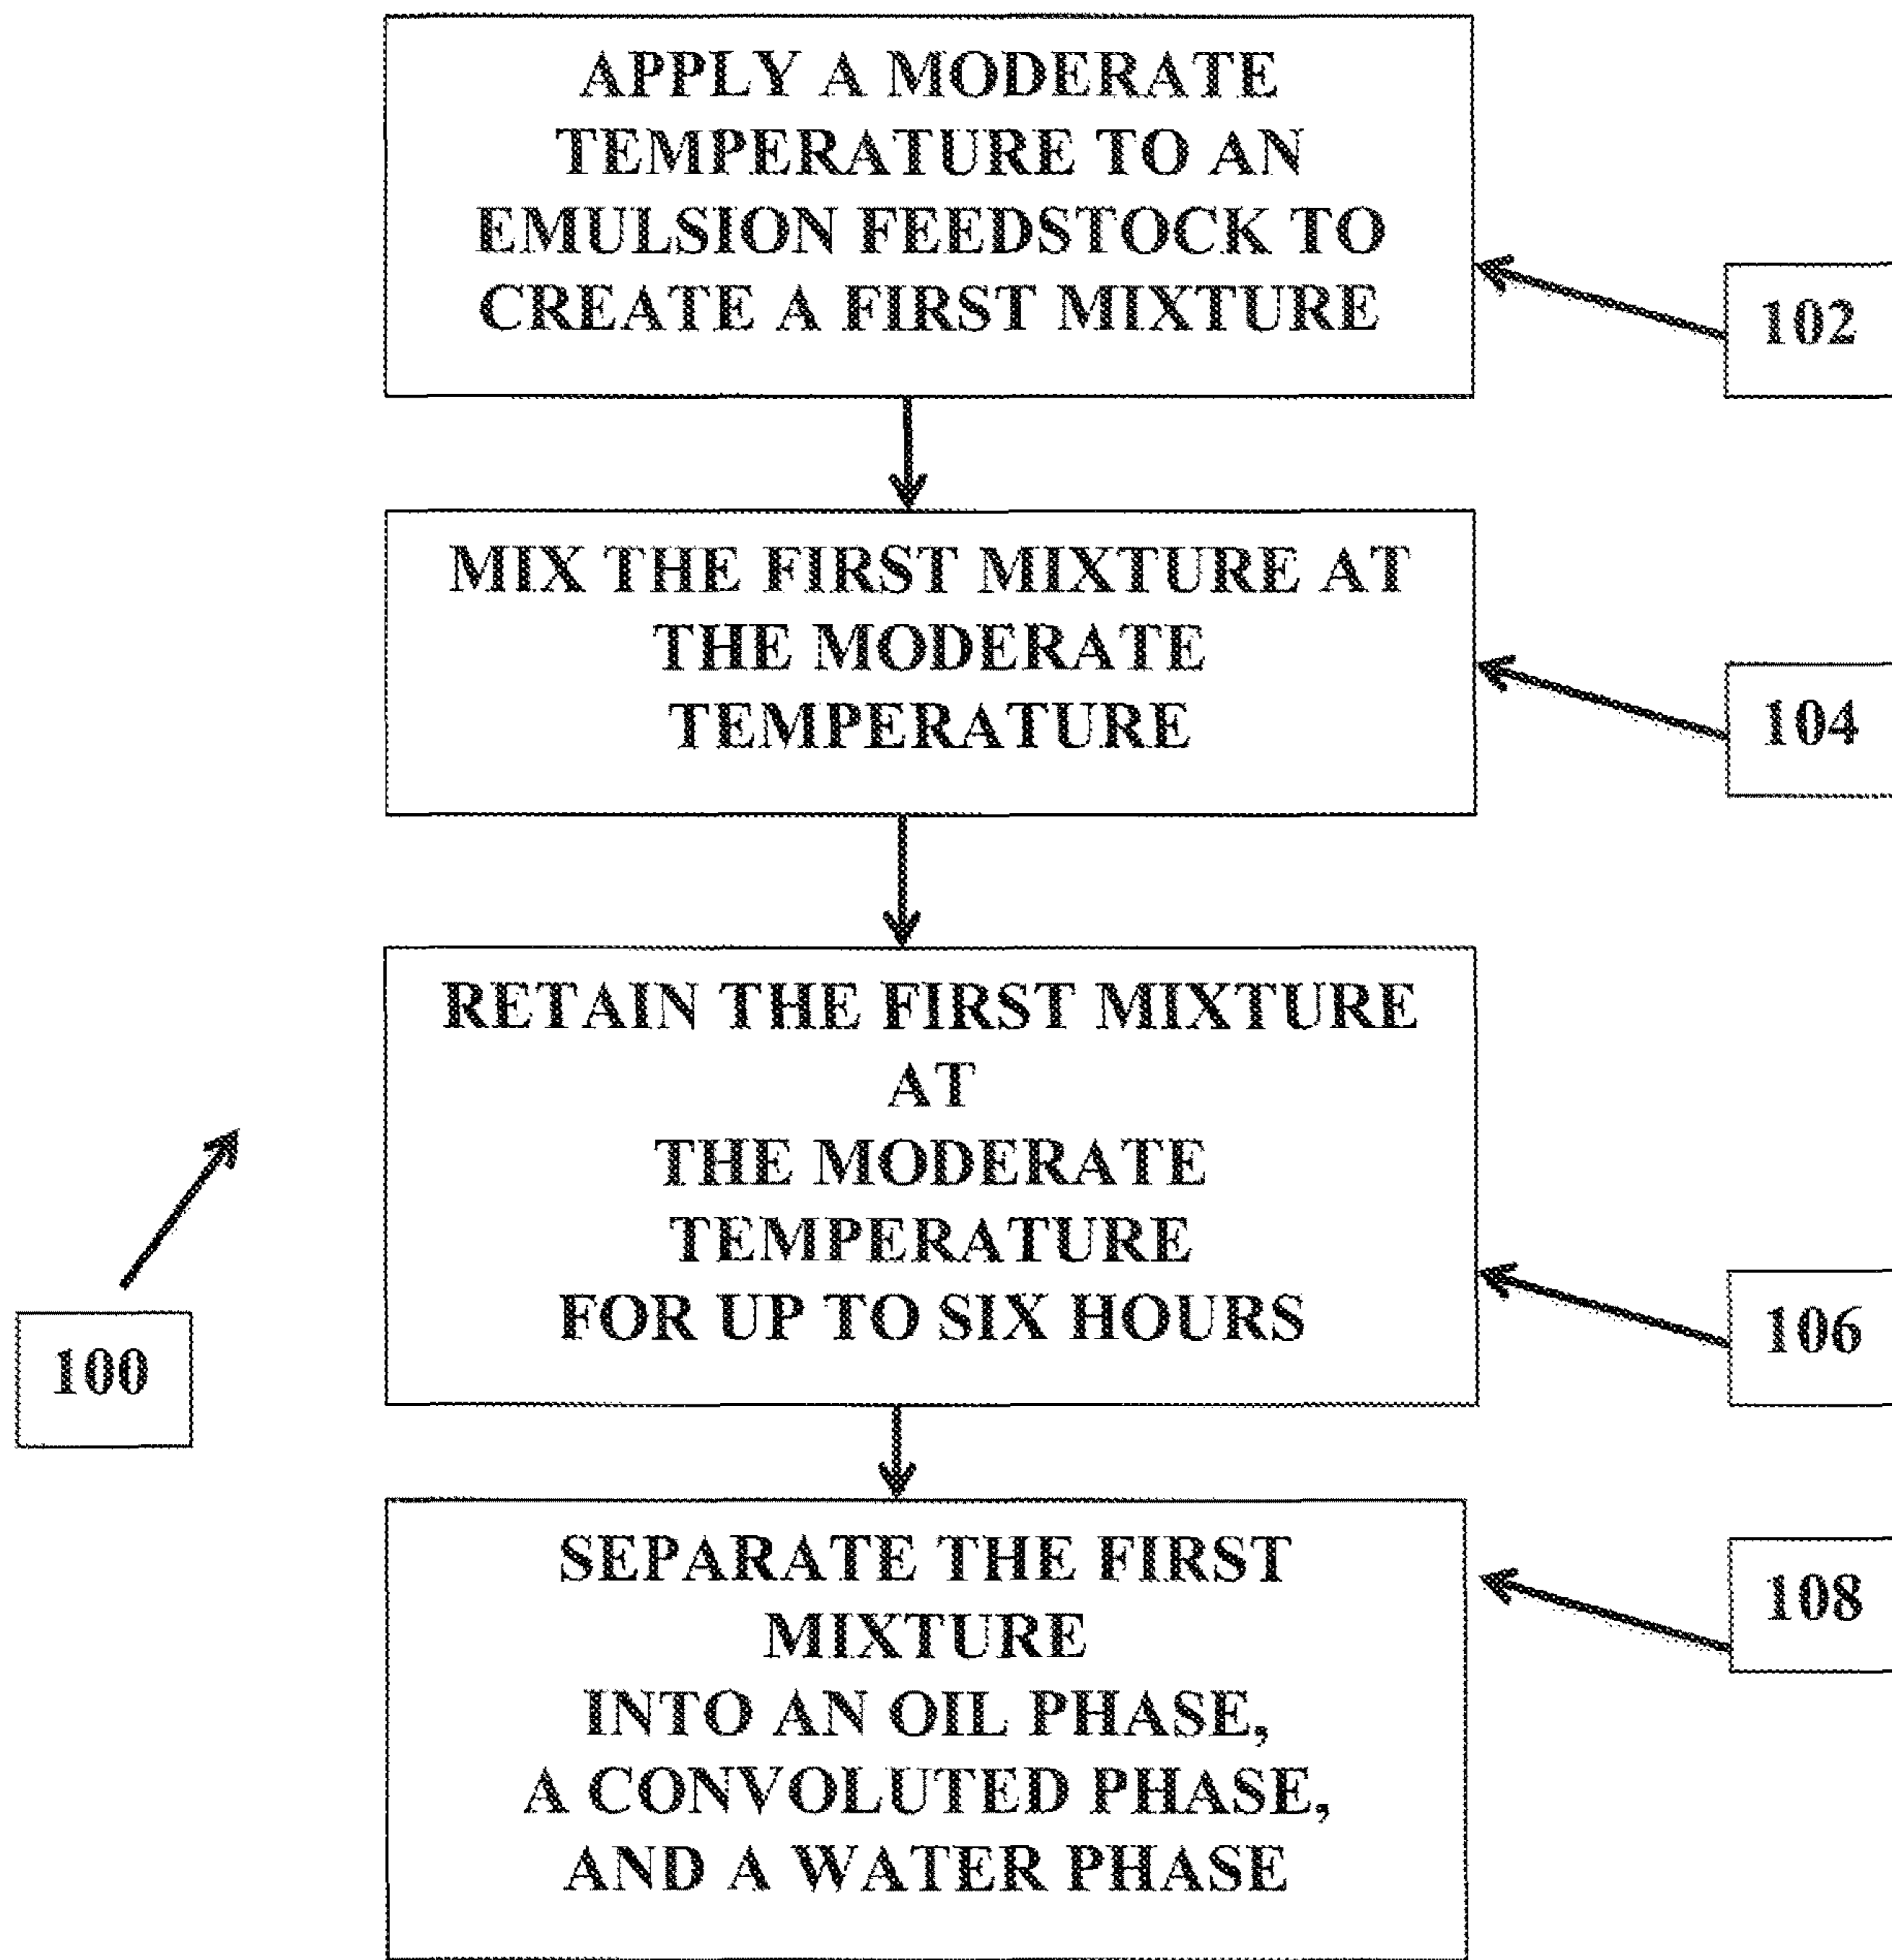 APPLY A MODERATE
TEMPERATURE TO AN
EMULSION FEEDSTOCK TO
CREATE A FIRST MIXTURE
102
MIX THE FIRST MIXTURE AT
THE MODERATE
TEMPERATURE
104
RETAIN THE FIRST MIXTURE
AT
THE MODERATE
TEMPERATURE
FOR UP TO SIX HOURS
106
100
SEPARATE THE FIRST
MIXTURE
INTO AN OIL PHASE,
A CONVOLUTED PHASE,
AND A WATER PHASE
108